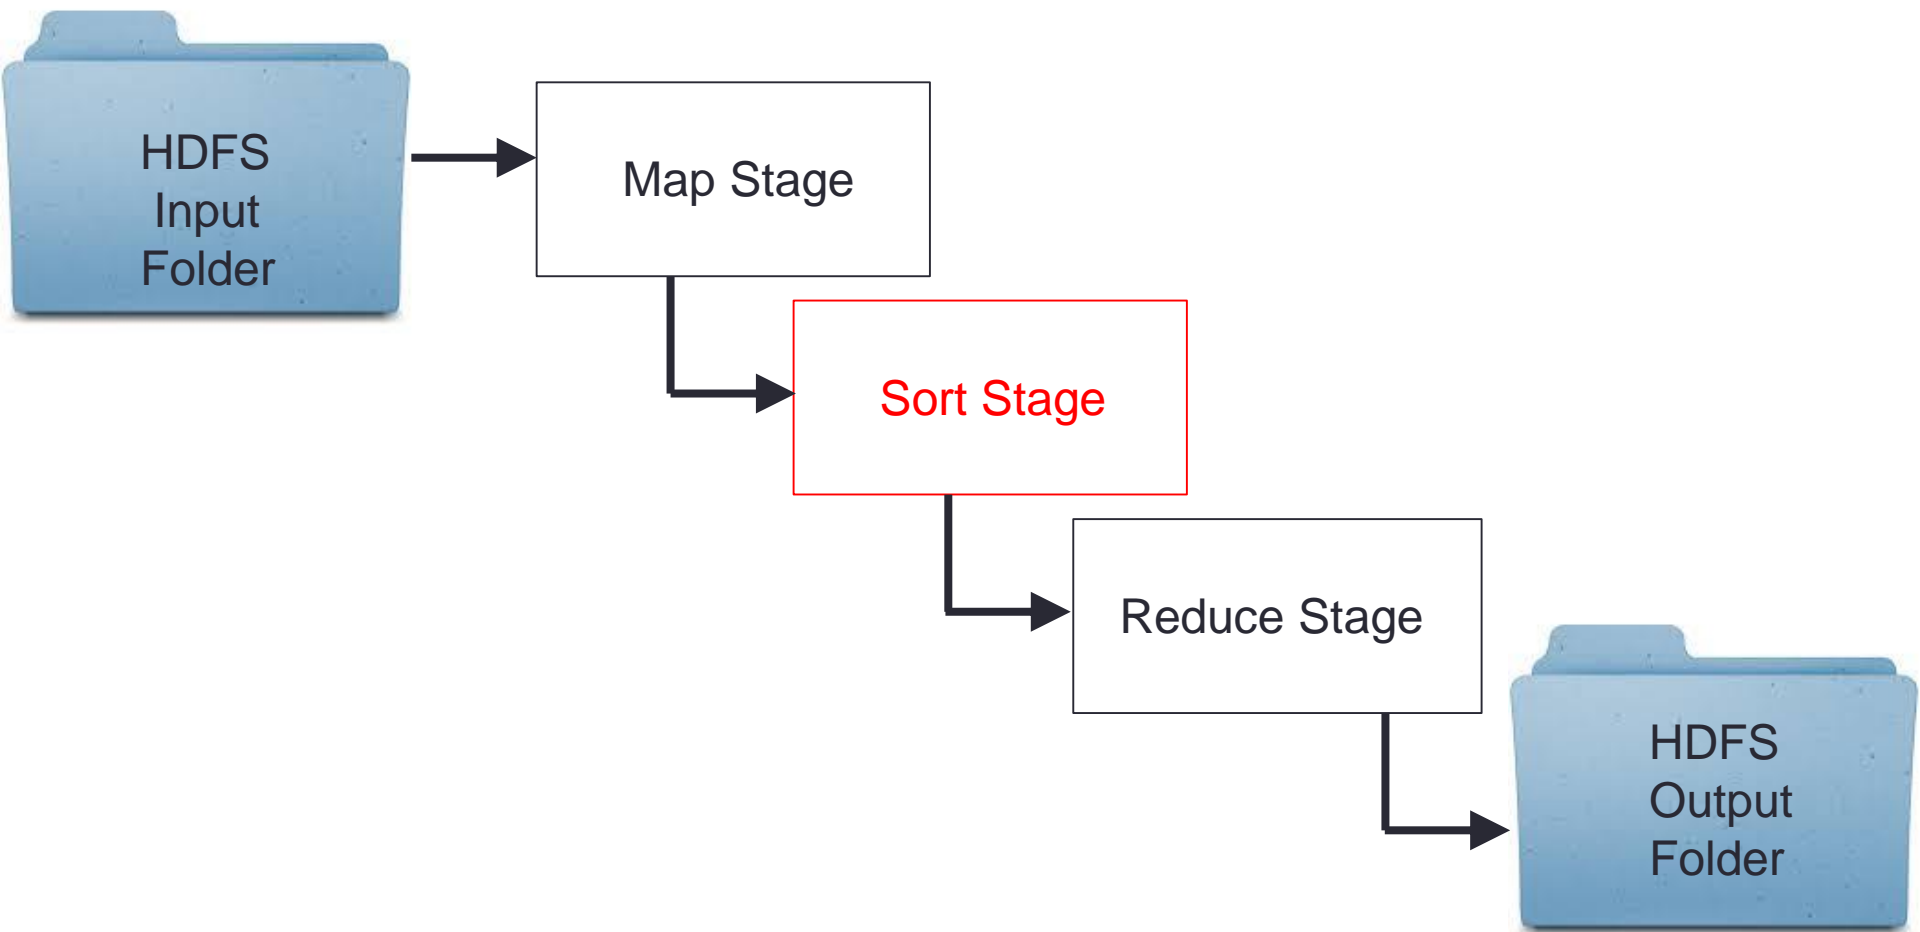 HDFS
Input
Folder
Map Stage
Sort Stage
Reduce Stage
HDFS
Output
Folder